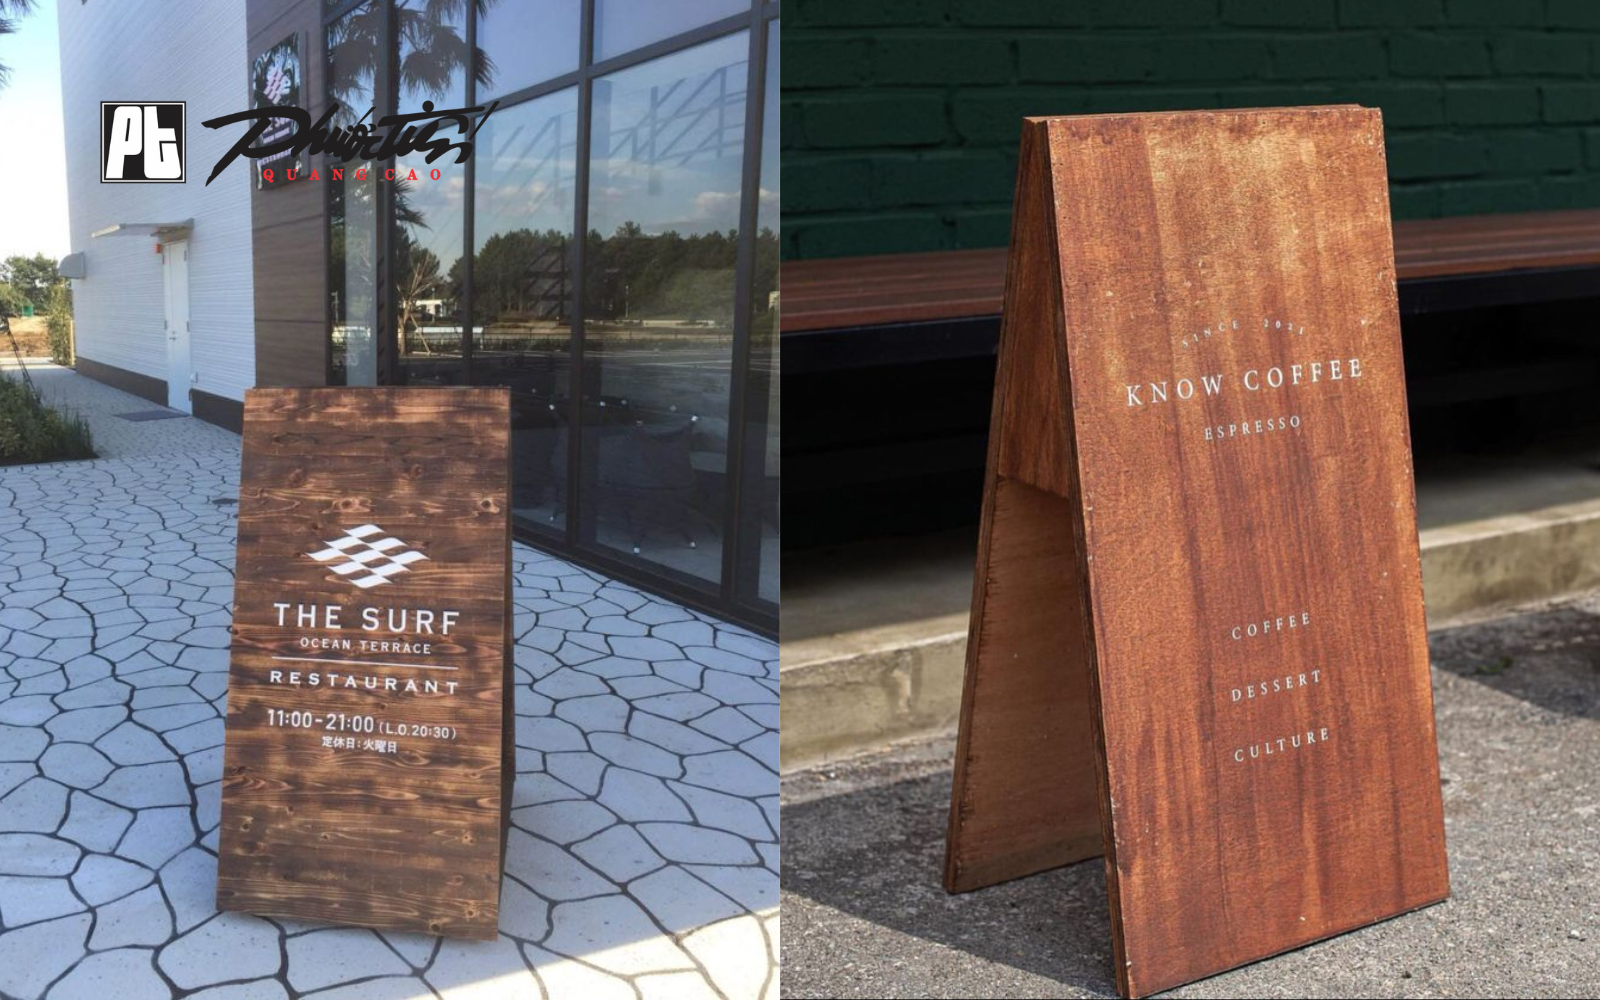 Pt
Phước Tiến
QUANG CAO
THE SURF
OCEAN TERRACE
RESTAURANT
11:00-21:00 (L.O.20:30)
定休日:火曜日
SINCE 2021
KNOW COFFEE
ESPRESSO
COFFEE
DESSERT
CULTURE